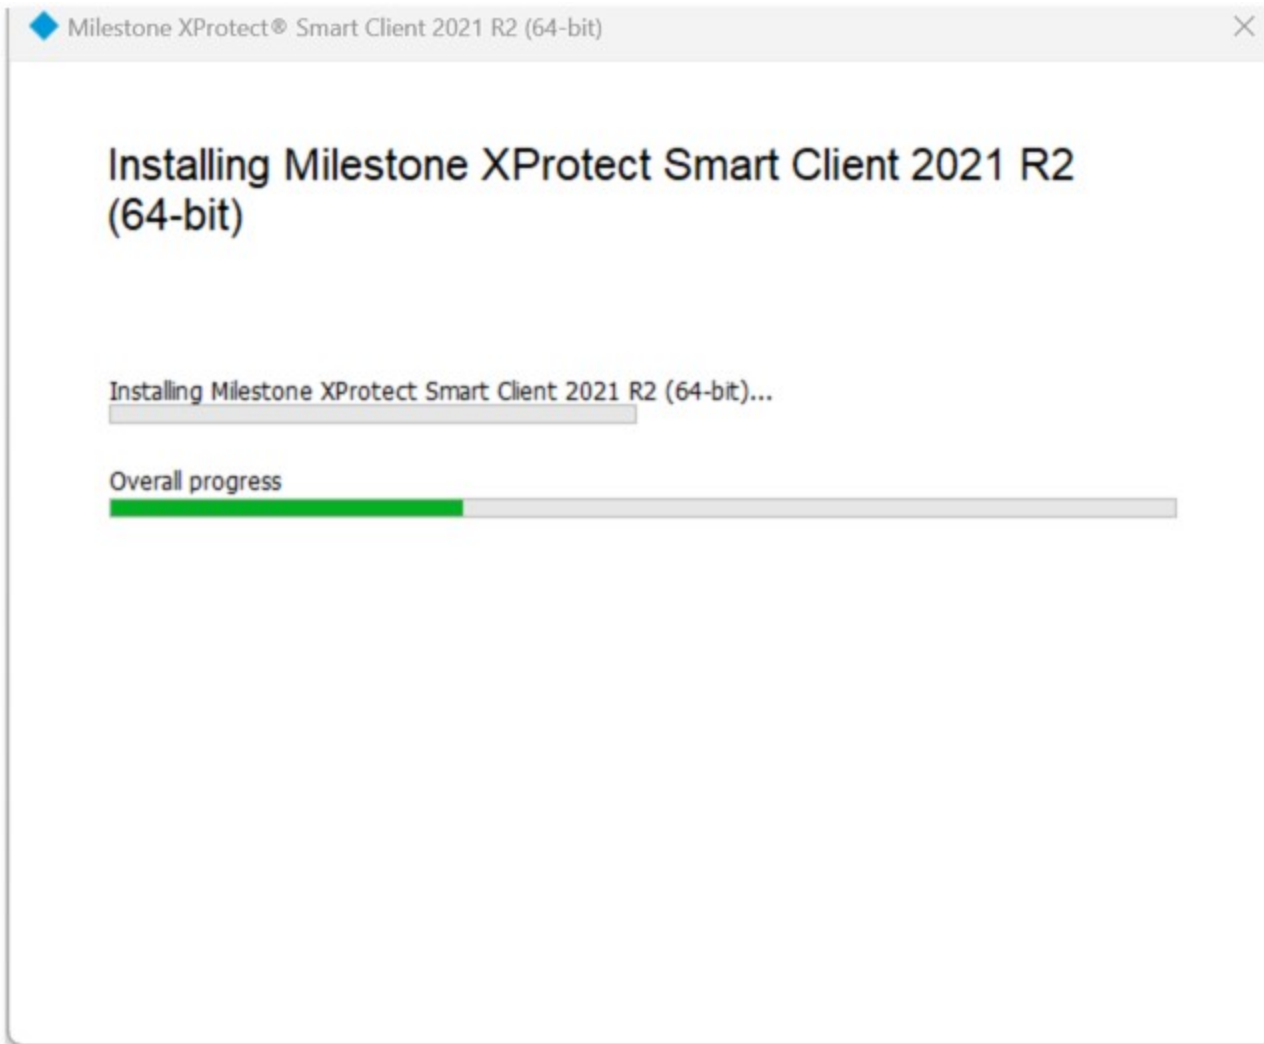 Milestone XProtect® Smart Client 2021 R2 (64-bit)
Installing Milestone XProtect Smart Client 2021 R2
(64-bit)
Installing Milestone XProtect Smart Client 2021 R2 (64-bit)...
Overall progress